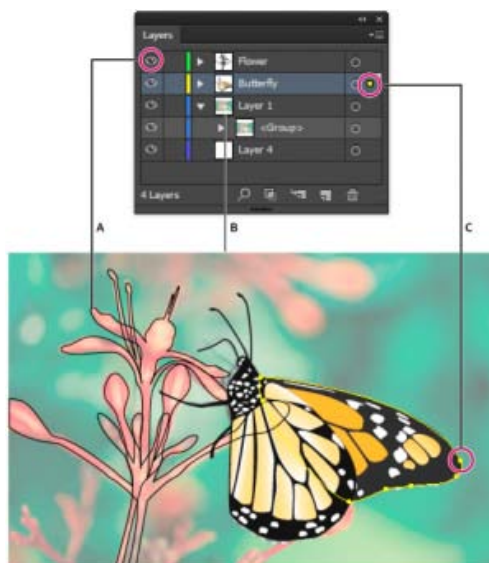 Layers
Flower
Butterfly
Layer 1
<Group>
Layer 4
4 Layers
A
B
C